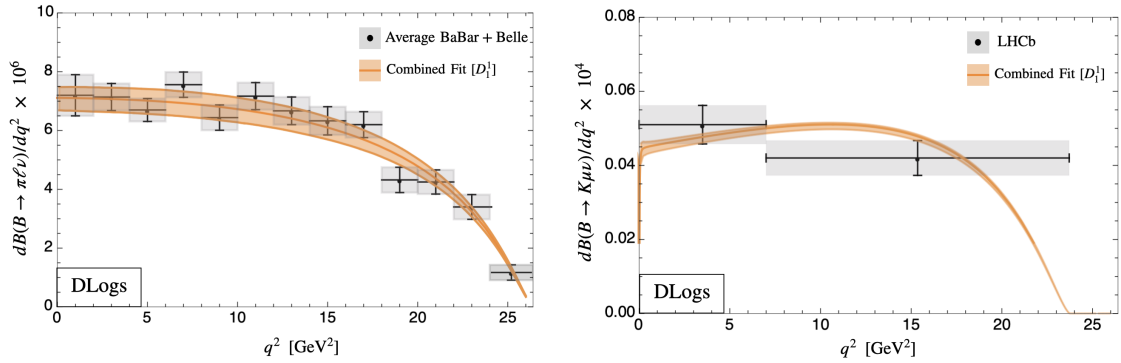 dB(B → πℓν)/dq² × 10⁶
10
8
6
4
2
0
Average BaBar + Belle
Combined Fit [D₁¹]
DLogs
0 5 10 15 20 25
q² [GeV²]
dB(B → Kμν)/dq² × 10⁴
0.08
0.06
0.04
0.02
0.00
LHCb
Combined Fit [D₁¹]
DLogs
0 5 10 15 20 25
q² [GeV²]